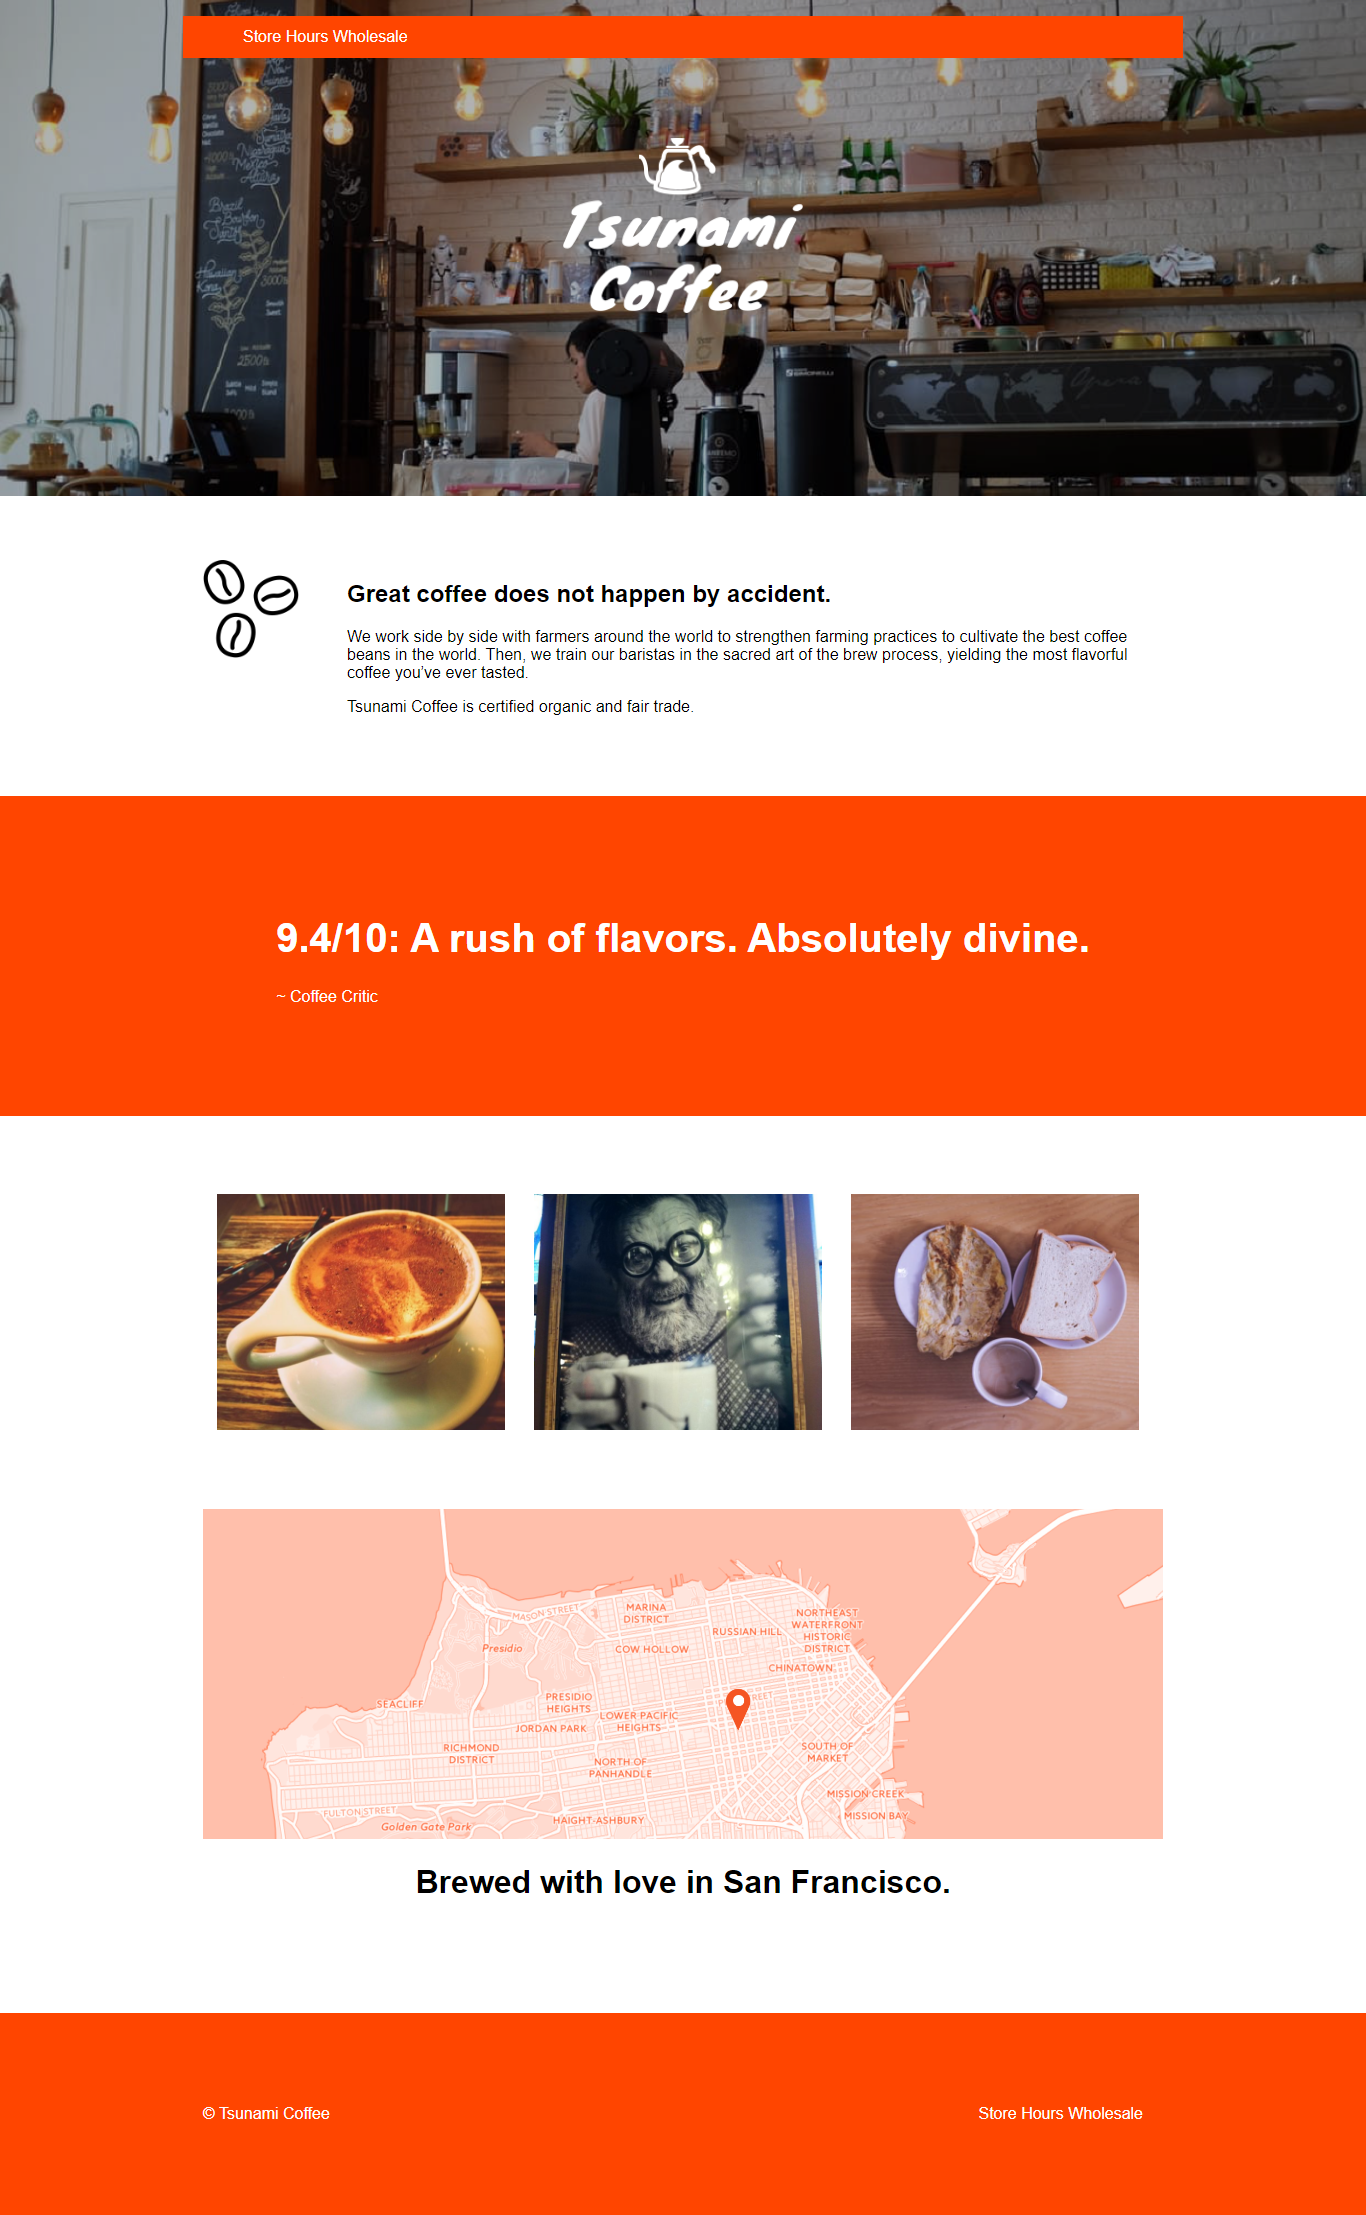 Store Hours Wholesale
Tsunami
Coffee
Great coffee does not happen by accident.
We work side by side with farmers around the world to strengthen farming practices to cultivate the best coffee
beans in the world. Then, we train our baristas in the sacred art of the brew process, yielding the most flavorful
coffee you’ve ever tasted.
Tsunami Coffee is certified organic and fair trade.
9.4/10: A rush of flavors. Absolutely divine.
~ Coffee Critic
MASON STREET
MARINA
DISTRICT
NORTHEAST
WATERFRONT
HISTORIC
DISTRICT
RUSSIAN HILL
Presidio
COW HOLLOW
CHINATOWN
SEACLIFF
PRESIDIO
HEIGHTS
LOWER PACIFIC
HEIGHTS
JORDAN PARK
RICHMOND
DISTRICT
SOUTH OF
MARKET
NORTH OF
PANHANDLE
MISSION CREEK
FULTON STREET
MISSION BAY
Golden Gate Park
HAIGHT-ASHBURY
Brewed with love in San Francisco.
© Tsunami Coffee
Store Hours Wholesale